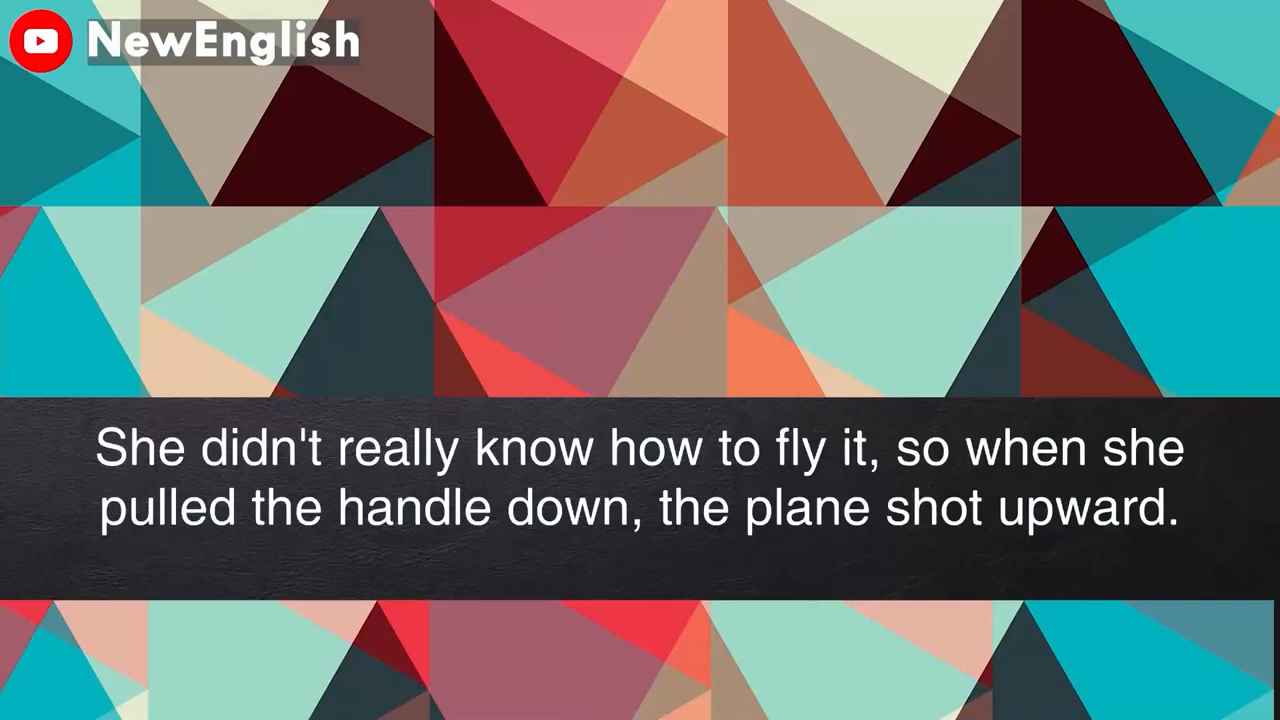 NewEnglish
She didn't really know how to fly it, so when she
pulled the handle down, the plane shot upward.